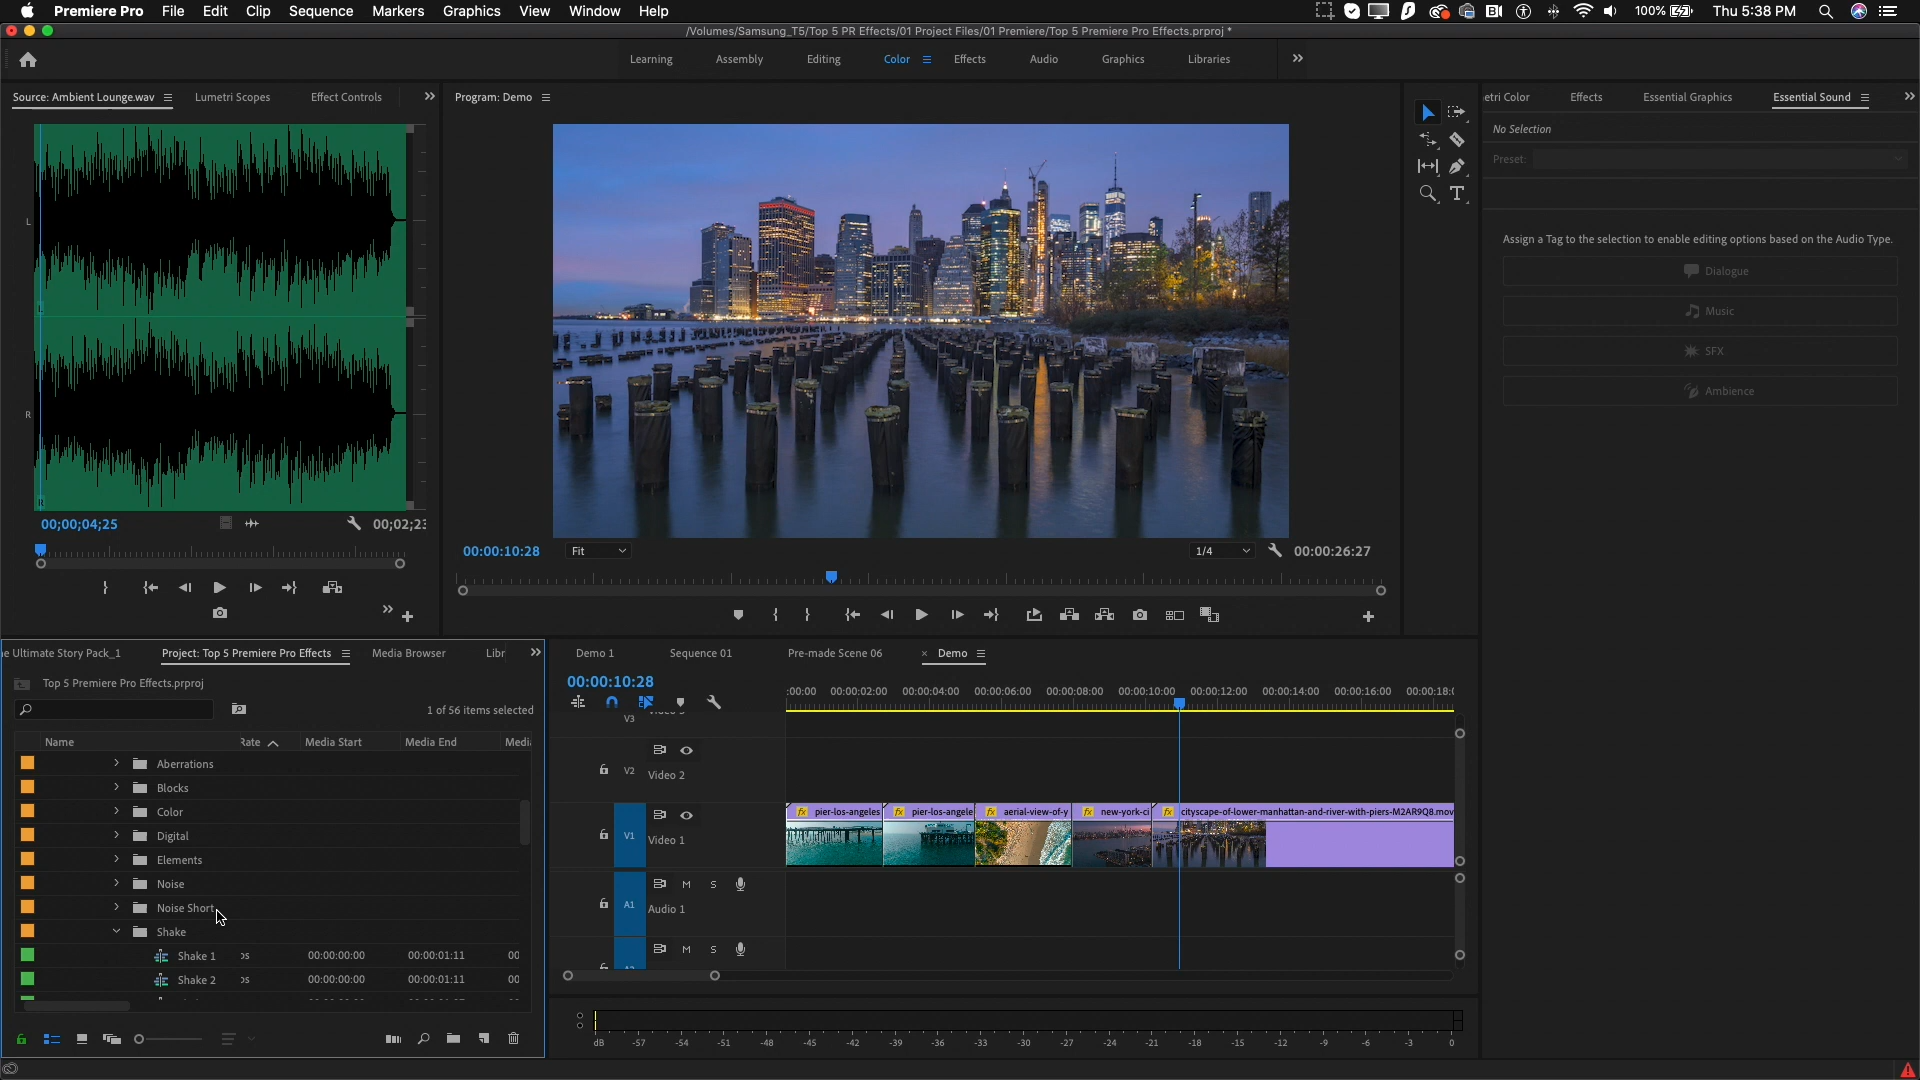 Premiere Pro File Edit Clip Sequence Markers Graphics View Window Help 100% Thu 5:38 PM
/Volumes/Samsung_T5/Top 5 PR Effects/01 Project Files/01 Premiere/Top 5 Premiere Pro Effects.prproj *
Learning Assembly Editing Color Effects Audio Graphics Libraries
Source: Ambient Lounge.wav Lumetri Scopes Effect Controls
Program: Demo
etri Color Effects Essential Graphics Essential Sound
No Selection
Preset:
Assign a Tag to the selection to enable editing options based on the Audio Type.
Dialogue
Music
SFX
Ambience
L
R
00;00;04;25 00;02;23
00:00:10:28 Fit 1/4 00:00:26:27
e Ultimate Story Pack_1 Project: Top 5 Premiere Pro Effects Media Browser Libr
Top 5 Premiere Pro Effects.prproj
1 of 56 items selected
Name Rate Media Start Media End Medi
Aberrations
Blocks
Color
Digital
Elements
Noise
Noise Short
Shake
Shake 1 ps 00:00:00:00 00:00:01:11 00
Shake 2 ps 00:00:00:00 00:00:01:11 00
Demo 1 Sequence 01 Pre-made Scene 06 × Demo
00:00:10:28
:00:00 00:00:02:00 00:00:04:00 00:00:06:00 00:00:08:00 00:00:10:00 00:00:12:00 00:00:14:00 00:00:16:00 00:00:18:0
V3
V2 Video 2
V1 Video 1
pier-los-angeles pier-los-angele aerial-view-of-y new-york-ci cityscape-of-lower-manhattan-and-river-with-piers-M2AR9Q8.mov
A1 M S
Audio 1
M S
dB -57 -54 -51 -48 -45 -42 -39 -36 -33 -30 -27 -24 -21 -18 -15 -12 -9 -6 -3 0